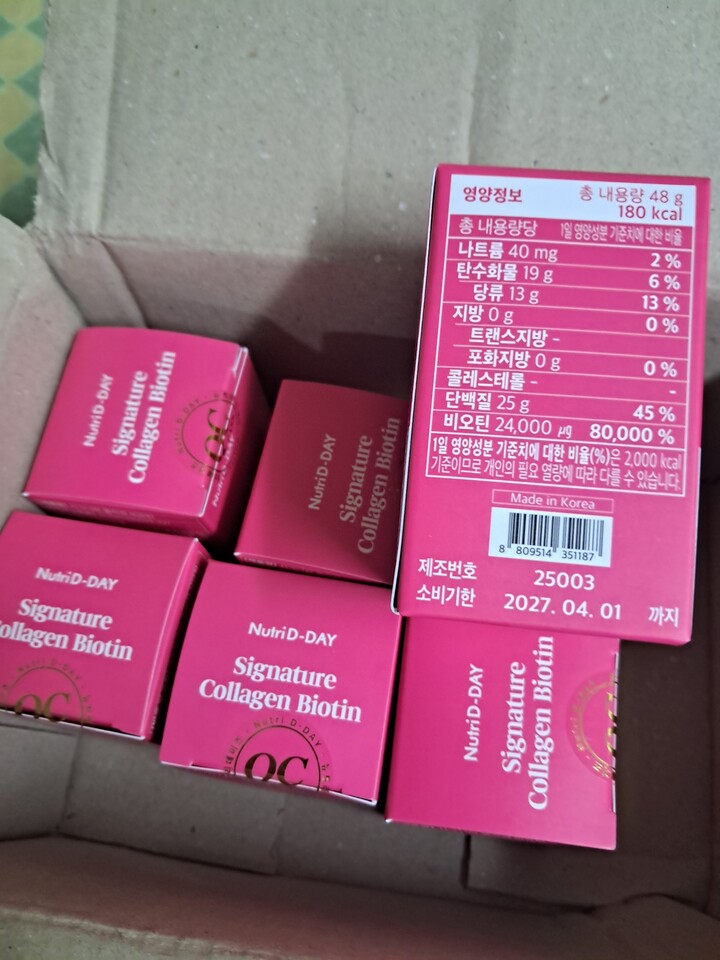 영양정보 총 내용량 48 g
180 kcal
총 내용량당 1일 영양성분 기준치에 대한 비율
나트륨 40 mg 2 %
탄수화물 19 g 6 %
당류 13 g 13 %
지방 0 g 0 %
트랜스지방 -
포화지방 0 g 0 %
콜레스테롤 - -
단백질 25 g 45 %
비오틴 24,000 ㎍ 80,000 %
1일 영양성분 기준치에 대한 비율(%)은 2,000 kcal
기준이므로 개인의 필요 열량에 따라 다를 수 있습니다.
Made in Korea
8 809514 351187
제조번호 25003
소비기한 2027. 04. 01 까지
NutriD-DAY
Signature
Collagen Biotin
NutriD-DAY
Signature
Collagen Biotin
NutriD-DAY
Signature
Collagen Biotin
QC
NutriD-DAY
Signature
Collagen Biotin
Nutri D-DAY
QC
NutriD-DAY
Signature
Collagen Biotin